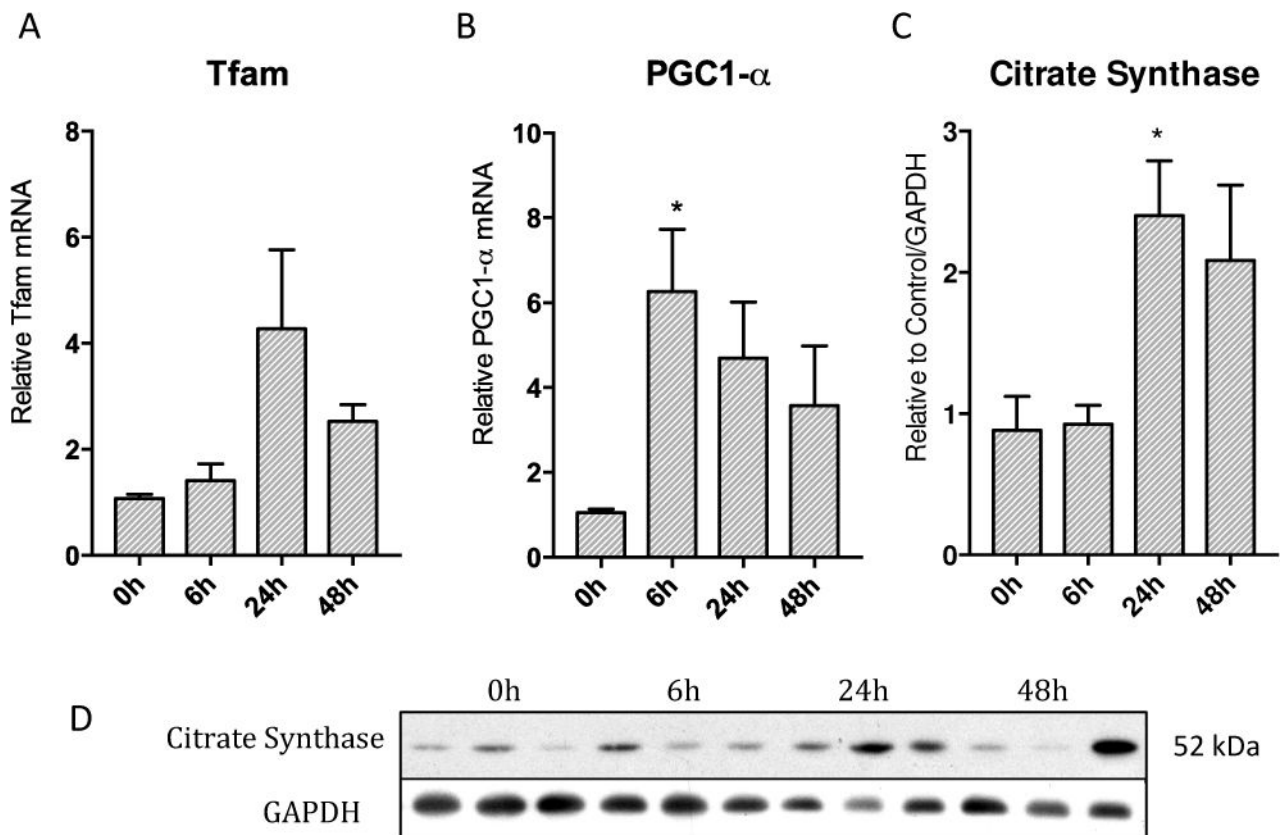 A
Tfam
Relative Tfam mRNA
8
6
4
2
0
0h
6h
24h
48h
B
PGC1-α
Relative PGC1-α mRNA
10
8
6
4
2
0
*
0h
6h
24h
48h
C
Citrate Synthase
Relative to Control/GAPDH
3
2
1
0
*
0h
6h
24h
48h
D
0h 6h 24h 48h
Citrate Synthase
52 kDa
GAPDH